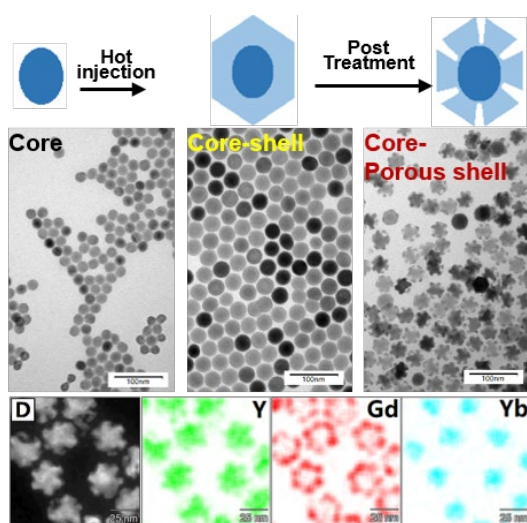 Hot
injection
Post
Treatment
Core
Core-shell
Core-
Porous shell
100nm
100nm
100nm
D
Y
Gd
Yb
25 nm
25 nm
25 nm
25 nm